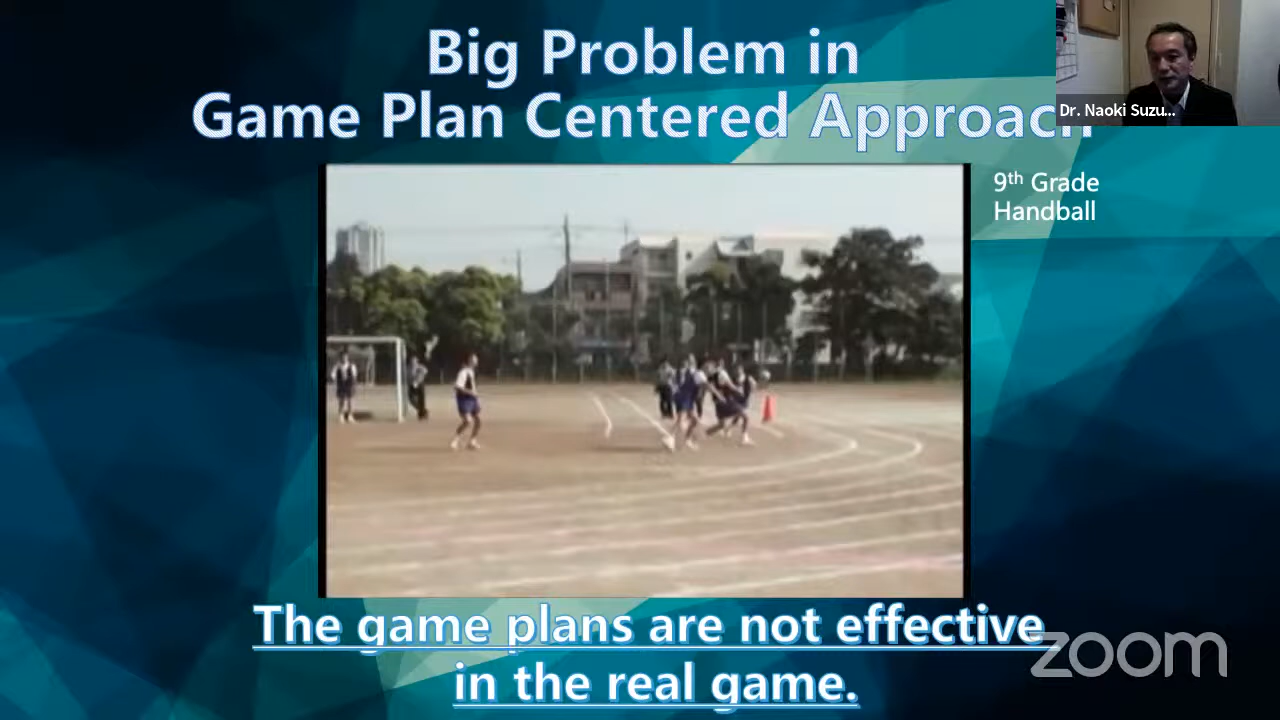 Big Problem in
Game Plan Centered Approach
Dr. Naoki Suzu...
9th Grade
Handball
The game plans are not effective
in the real game.
zoom